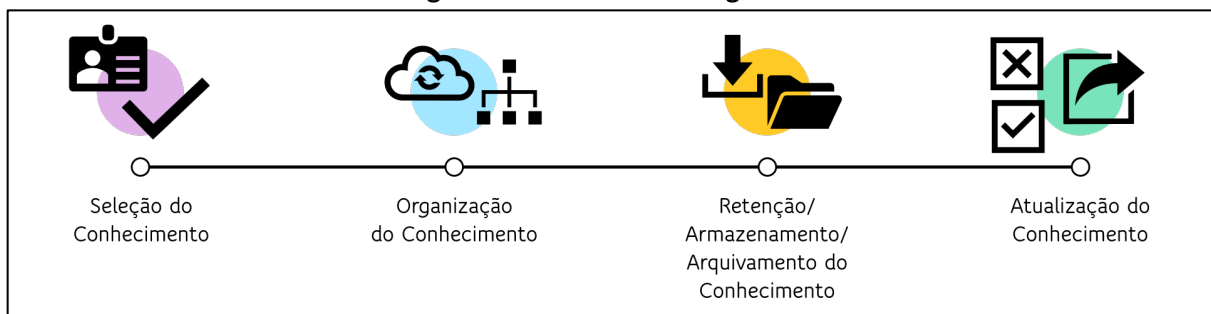 Seleção do
Conhecimento
Organização
do Conhecimento
Retenção/
Armazenamento/
Arquivamento do
Conhecimento
Atualização do
Conhecimento